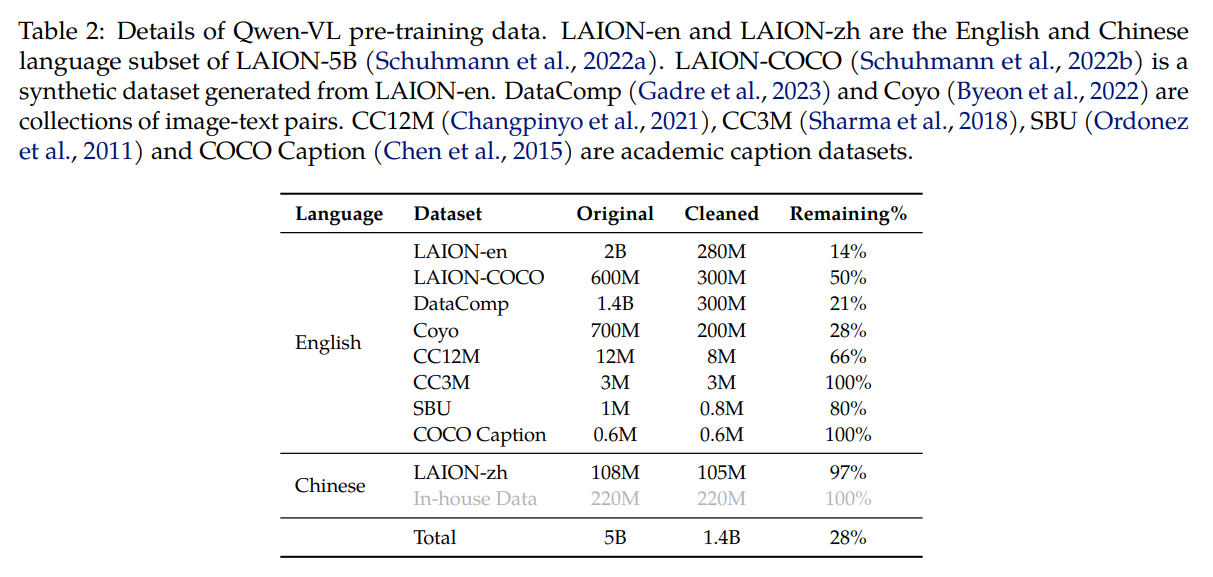 Table 2: Details of Qwen-VL pre-training data. LAION-en and LAION-zh are the English and Chinese
language subset of LAION-5B (Schuhmann et al., 2022a). LAION-COCO (Schuhmann et al., 2022b) is a
synthetic dataset generated from LAION-en. DataComp (Gadre et al., 2023) and Coyo (Byeon et al., 2022) are
collections of image-text pairs. CC12M (Changpinyo et al., 2021), CC3M (Sharma et al., 2018), SBU (Ordonez
et al., 2011) and COCO Caption (Chen et al., 2015) are academic caption datasets.
Language Dataset Original Cleaned Remaining%
English
LAION-en 2B 280M 14%
LAION-COCO 600M 300M 50%
DataComp 1.4B 300M 21%
Coyo 700M 200M 28%
CC12M 12M 8M 66%
CC3M 3M 3M 100%
SBU 1M 0.8M 80%
COCO Caption 0.6M 0.6M 100%
Chinese
LAION-zh 108M 105M 97%
In-house Data 220M 220M 100%
Total 5B 1.4B 28%